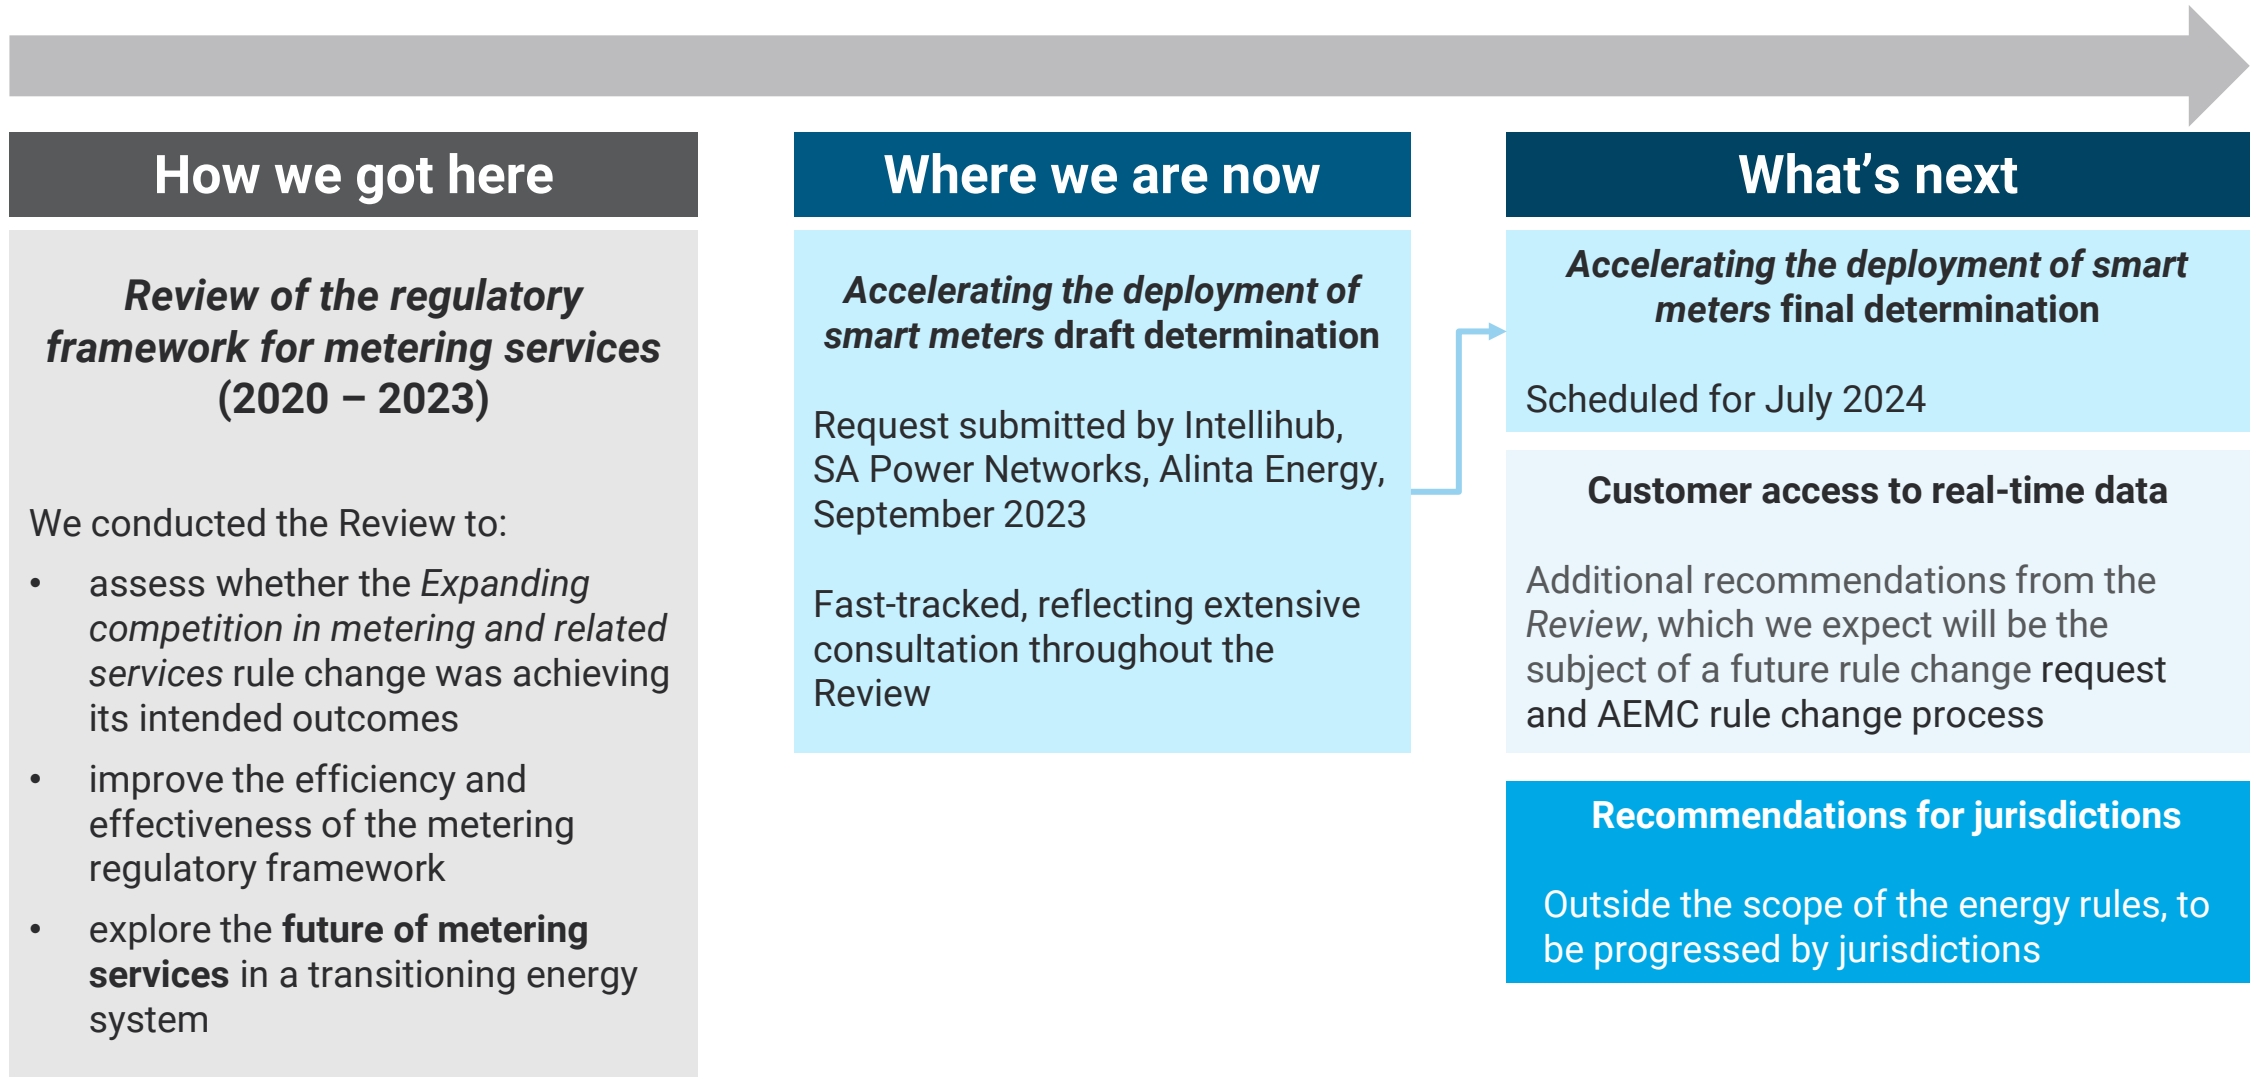 How we got here
Review of the regulatory
framework for metering services
(2020 – 2023)
We conducted the Review to:
• assess whether the Expanding
competition in metering and related
services rule change was achieving
its intended outcomes
• improve the efficiency and
effectiveness of the metering
regulatory framework
• explore the future of metering
services in a transitioning energy
system
Where we are now
Accelerating the deployment of
smart meters draft determination
Request submitted by Intellihub,
SA Power Networks, Alinta Energy,
September 2023
Fast-tracked, reflecting extensive
consultation throughout the
Review
What’s next
Accelerating the deployment of smart
meters final determination
Scheduled for July 2024
Customer access to real-time data
Additional recommendations from the
Review, which we expect will be the
subject of a future rule change request
and AEMC rule change process
Recommendations for jurisdictions
Outside the scope of the energy rules, to
be progressed by jurisdictions